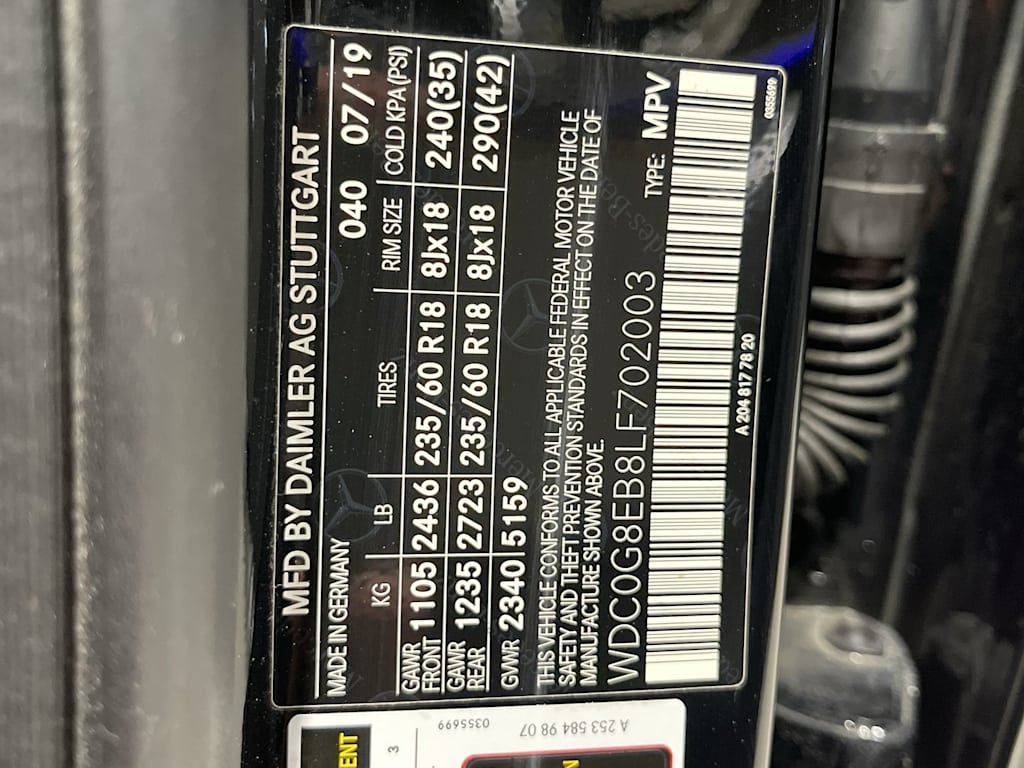 MFD BY DAIMLER AG STUTTGART
MADE IN GERMANY 040 07/19
KG LB TIRES RIM SIZE COLD KPA(PSI)
GAWR FRONT 1105 2436 235/60 R18 8Jx18 240(35)
GAWR REAR 1235 2723 235/60 R18 8Jx18 290(42)
GVWR 2340 5159
THIS VEHICLE CONFORMS TO ALL APPLICABLE FEDERAL MOTOR VEHICLE
SAFETY AND THEFT PREVENTION STANDARDS IN EFFECT ON THE DATE OF
MANUFACTURE SHOWN ABOVE.
WDC0G8EB8LF702003 TYPE: MPV
A 204 817 78 20
0355699
A 253 584 98 07
0355699
3